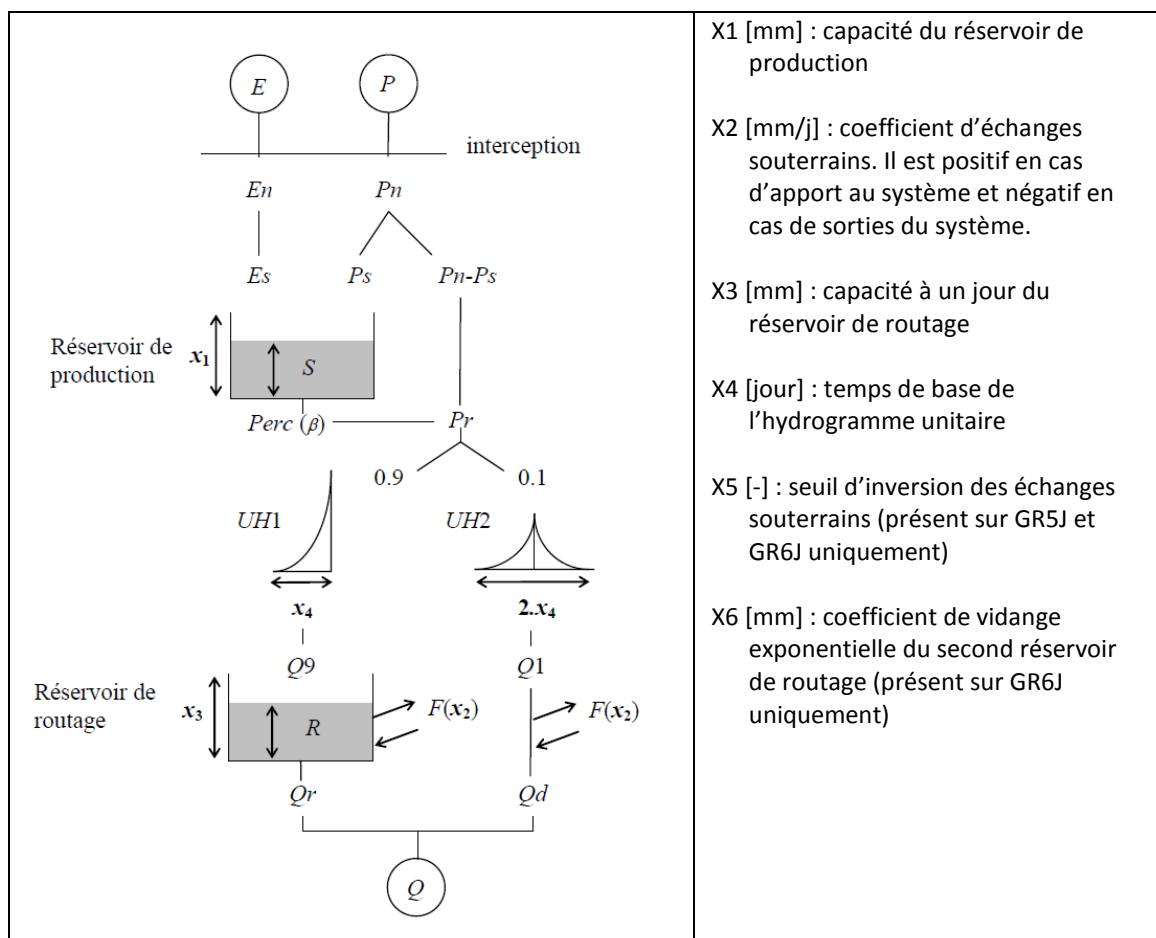 E P
interception
En Pn
Es Ps Pn-Ps
Réservoir de
production
x1
S
Perc (β) Pr
0.9 0.1
UH1 UH2
x4 2.x4
Q9 Q1
Réservoir de
routage
x3
R
F(x2) F(x2)
Qr Qd
Q
X1 [mm] : capacité du réservoir de
production
X2 [mm/j] : coefficient d’échanges
souterrains. Il est positif en cas
d’apport au système et négatif en
cas de sorties du système.
X3 [mm] : capacité à un jour du
réservoir de routage
X4 [jour] : temps de base de
l’hydrogramme unitaire
X5 [-] : seuil d’inversion des échanges
souterrains (présent sur GR5J et
GR6J uniquement)
X6 [mm] : coefficient de vidange
exponentielle du second réservoir
de routage (présent sur GR6J
uniquement)